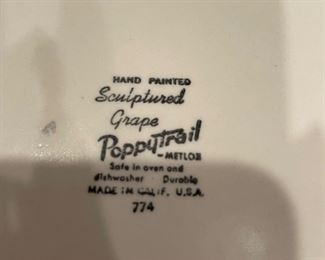 HAND PAINTED
Sculptured
Grape
Poppytrail
-METLOX
Safe in oven and
dishwasher · Durable
MADE IN CALIF. U.S.A.
774